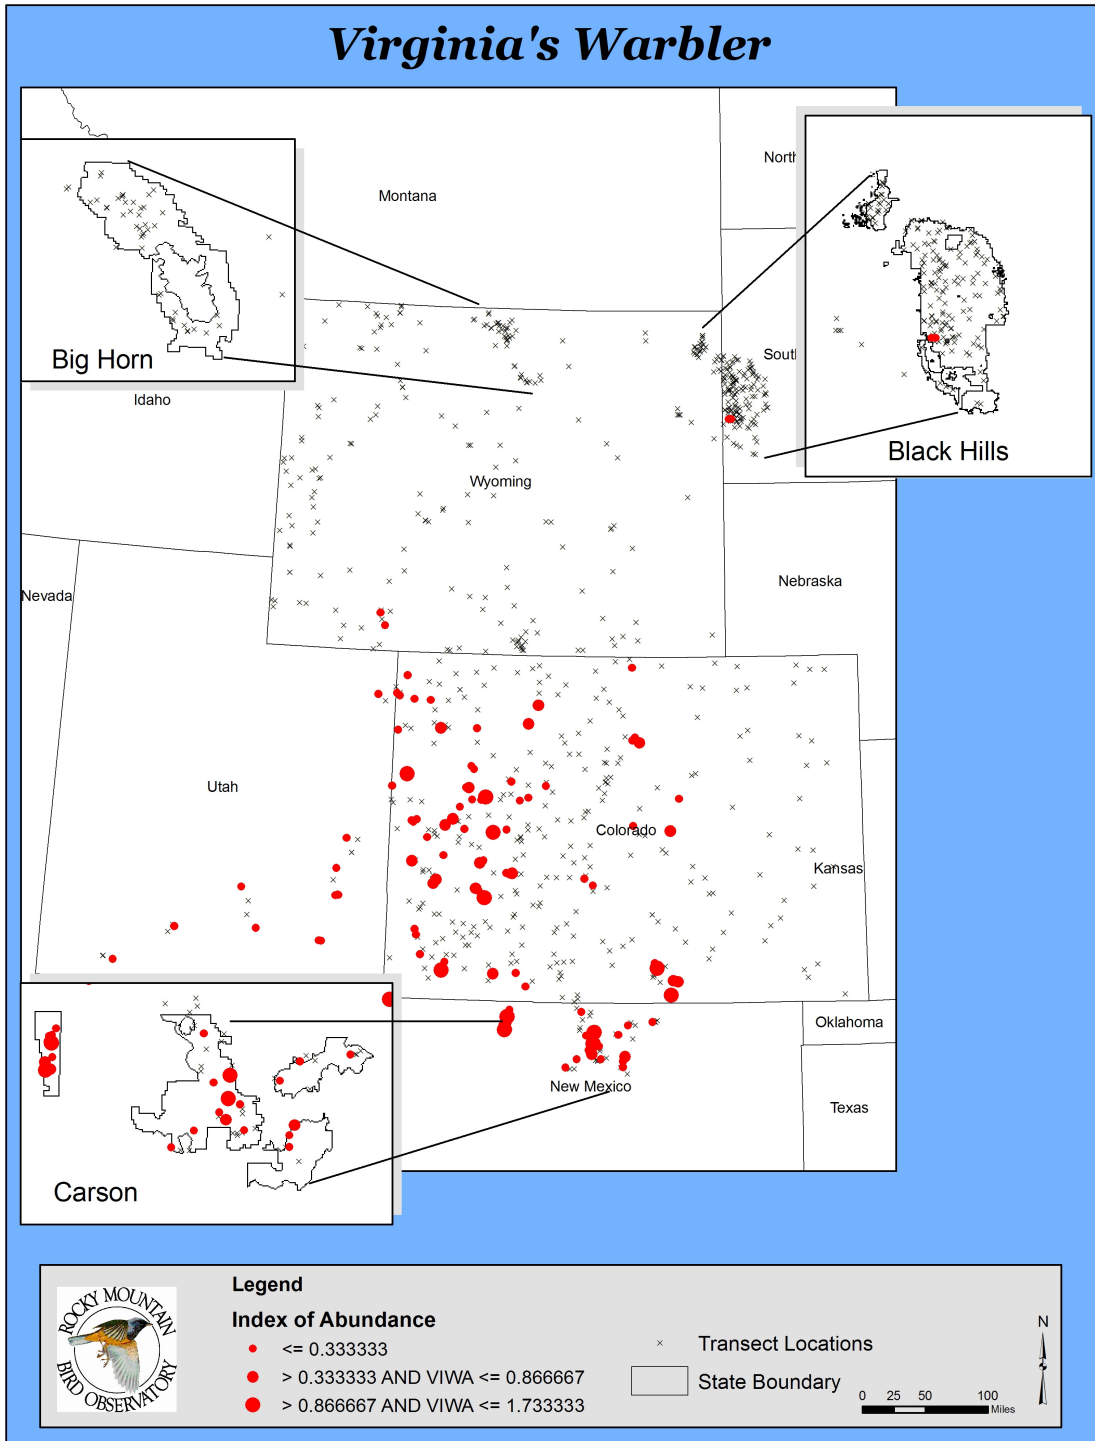 Virginia's Warbler
North
Montana
Big Horn
South
Idaho
Black Hills
Wyoming
Nebraska
Nevada
Utah
Colorado
Kansas
Oklahoma
New Mexico
Texas
Carson
Legend
Index of Abundance
<= 0.333333
> 0.333333 AND VIWA <= 0.866667
> 0.866667 AND VIWA <= 1.733333
Transect Locations
State Boundary
N
0 25 50 100
Miles
ROCKY MOUNTAIN
BIRD OBSERVATORY